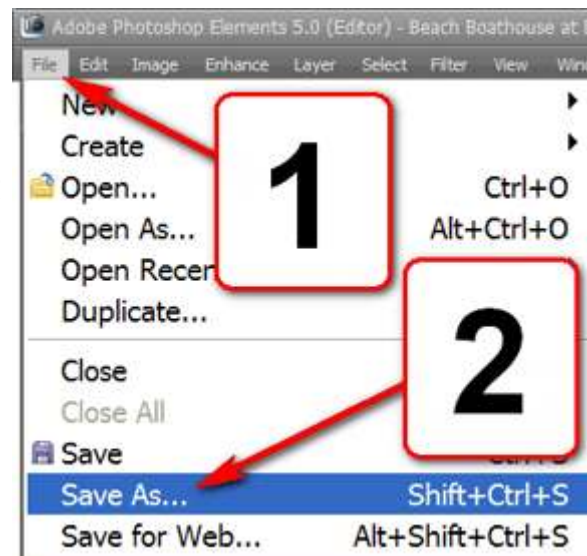 Adobe Photoshop Elements 5.0 (Editor) - Beach Boathouse at
File Edit Image Enhance Layer Select Filter View
New
1
Create
Open... Ctrl+O
Open As... Alt+Ctrl+O
Open
Duplicate...
2
Close
Close All
Save
Save As... Shift+Ctrl+S
Save for Web... Alt+Shift+Ctrl+S